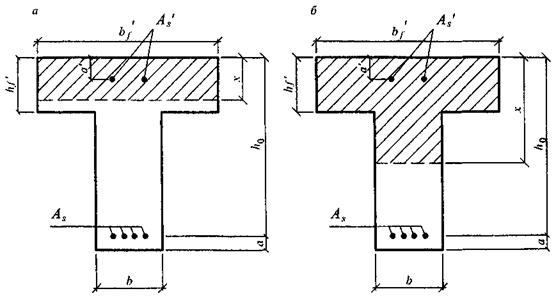 а
b_f'
A_s'
a'
x
h_f'
h_0
A_s
a
b
б
b_f'
A_s'
a'
x
h_f'
h_0
A_s
a
b